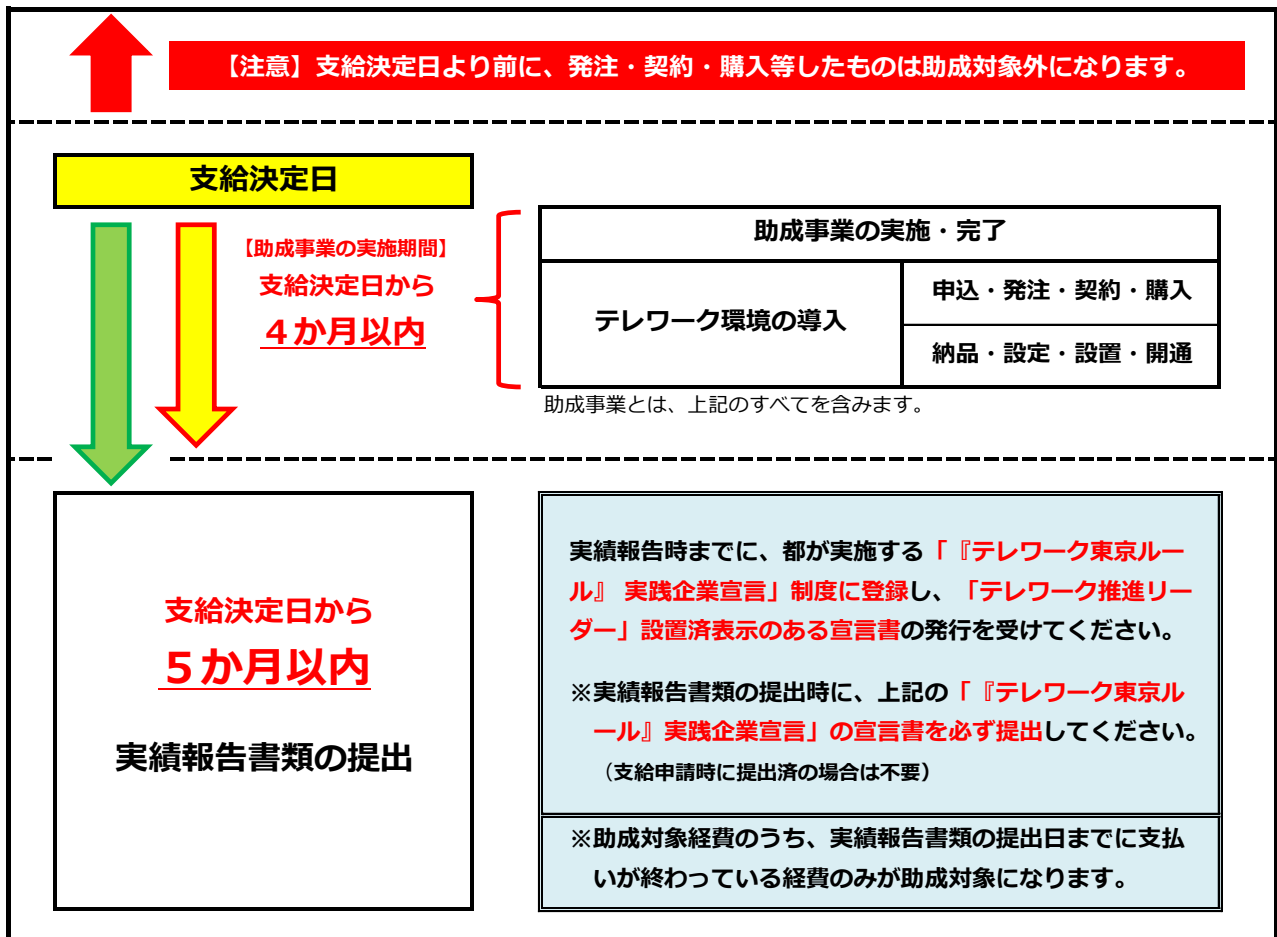 【注意】支給決定日より前に、発注・契約・購入等したものは助成対象外になります。
支給決定日
【助成事業の実施期間】
支給決定日から
４か月以内
助成事業の実施・完了
テレワーク環境の導入
申込・発注・契約・購入
納品・設定・設置・開通
助成事業とは、上記のすべてを含みます。
支給決定日から
５か月以内
実績報告書類の提出
実績報告時までに、都が実施する「『テレワーク東京ルー
ル』 実践企業宣言」制度に登録し、「テレワーク推進リー
ダー」設置済表示のある宣言書の発行を受けてください。
※実績報告書類の提出時に、上記の「『テレワーク東京ル
ール』実践企業宣言」の宣言書を必ず提出してください。
（支給申請時に提出済の場合は不要）
※助成対象経費のうち、実績報告書類の提出日までに支払
いが終わっている経費のみが助成対象になります。